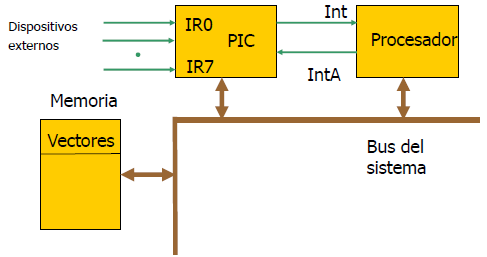 Dispositivos
externos
IR0
PIC
IR7
Int
IntA
Procesador
Memoria
Vectores
Bus del
sistema